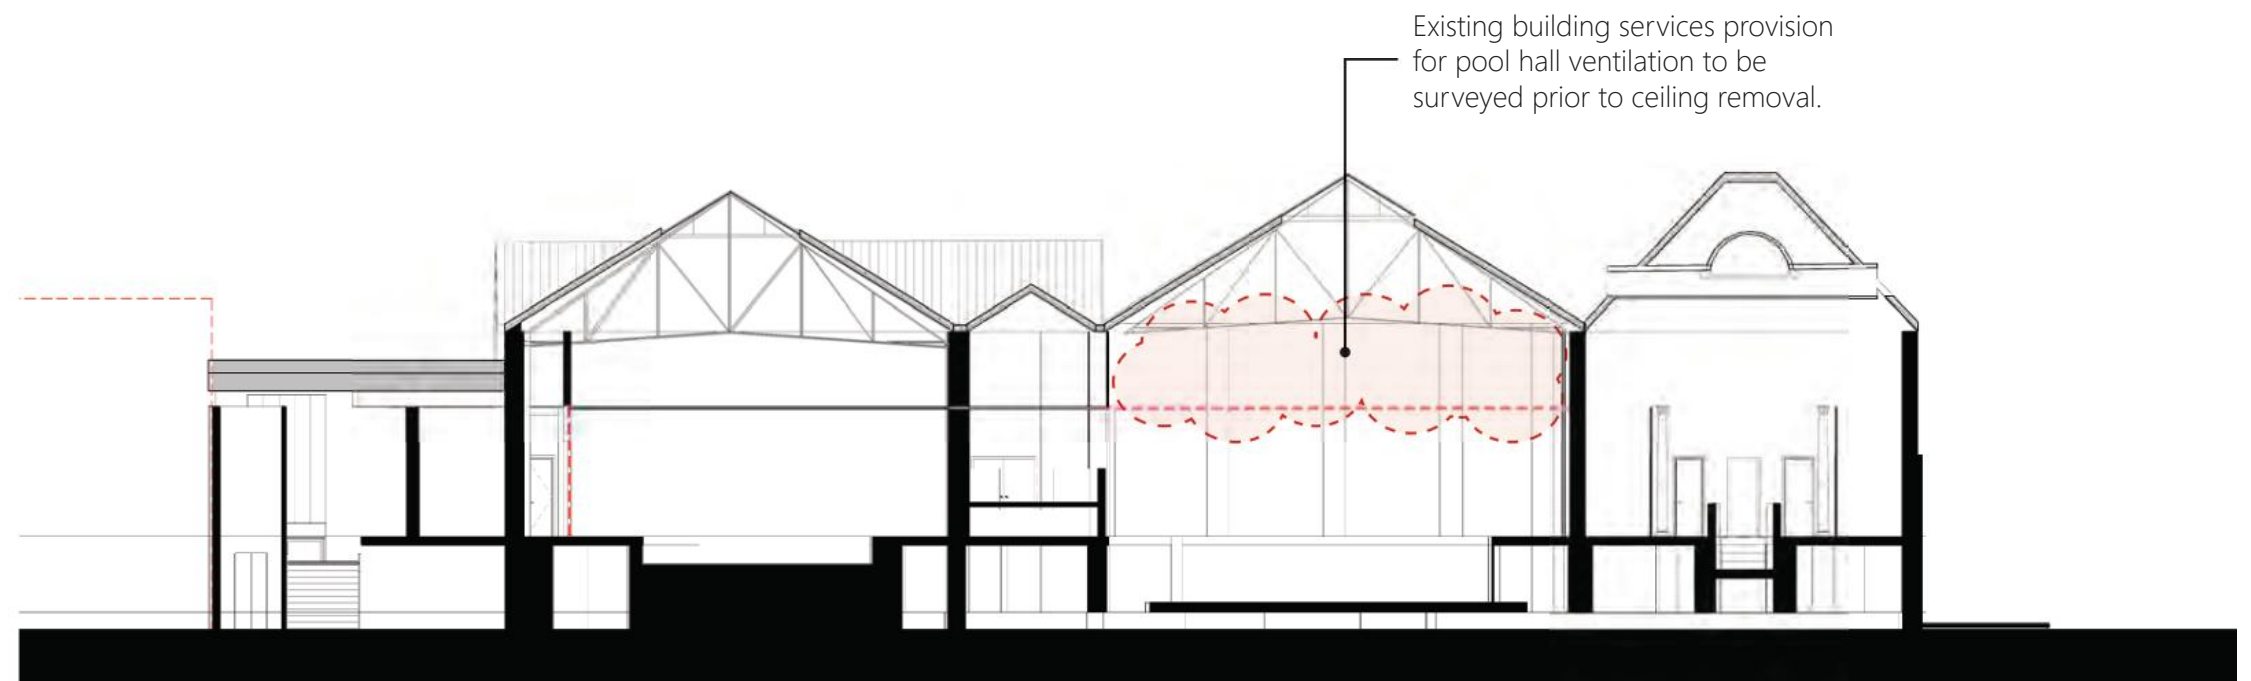 Existing building services provision
for pool hall ventilation to be
surveyed prior to ceiling removal.